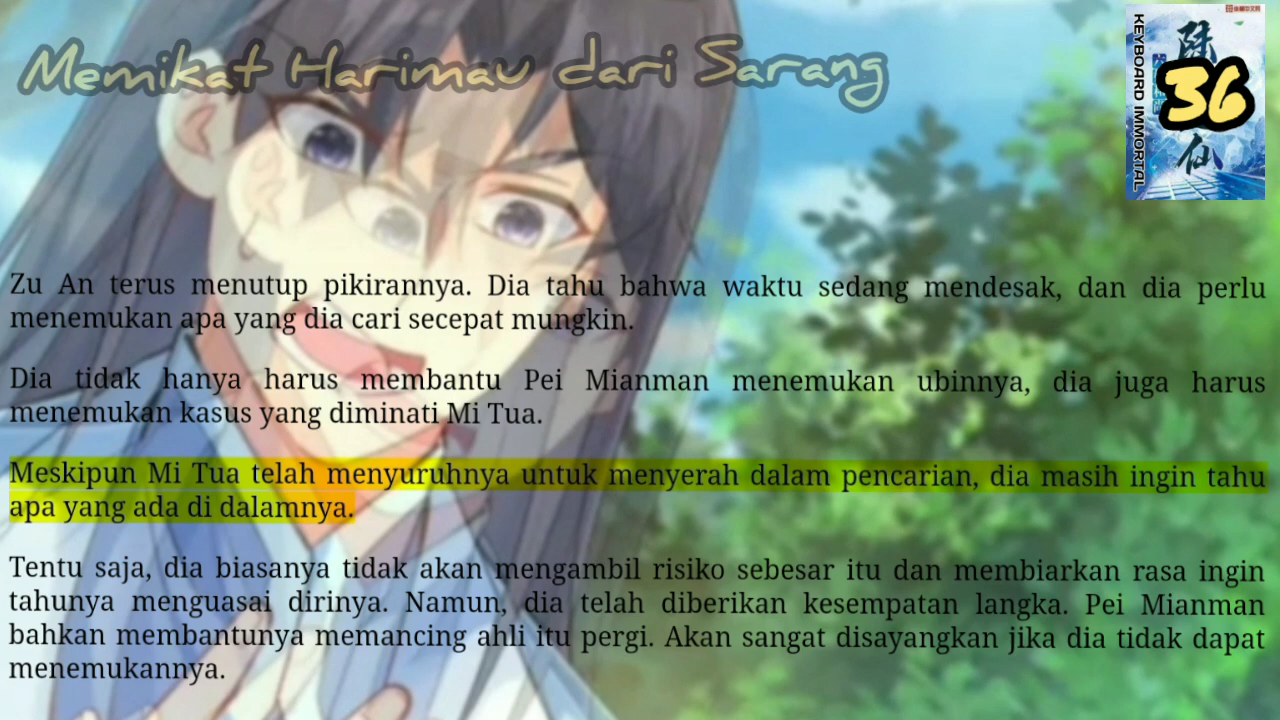 Memikat Harimau dari Sarang
KEYBOARD IMMORTAL
36
仙
Zu An terus menutup pikirannya. Dia tahu bahwa waktu sedang mendesak, dan dia perlu
menemukan apa yang dia cari secepat mungkin.
Dia tidak hanya harus membantu Pei Mianman menemukan ubinnya, dia juga harus
menemukan kasus yang diminati Mi Tua.
Meskipun Mi Tua telah menyuruhnya untuk menyerah dalam pencarian, dia masih ingin tahu
apa yang ada di dalamnya.
Tentu saja, dia biasanya tidak akan mengambil risiko sebesar itu dan membiarkan rasa ingin
tahunya menguasai dirinya. Namun, dia telah diberikan kesempatan langka. Pei Mianman
bahkan membantunya memancing ahli itu pergi. Akan sangat disayangkan jika dia tidak dapat
menemukannya.